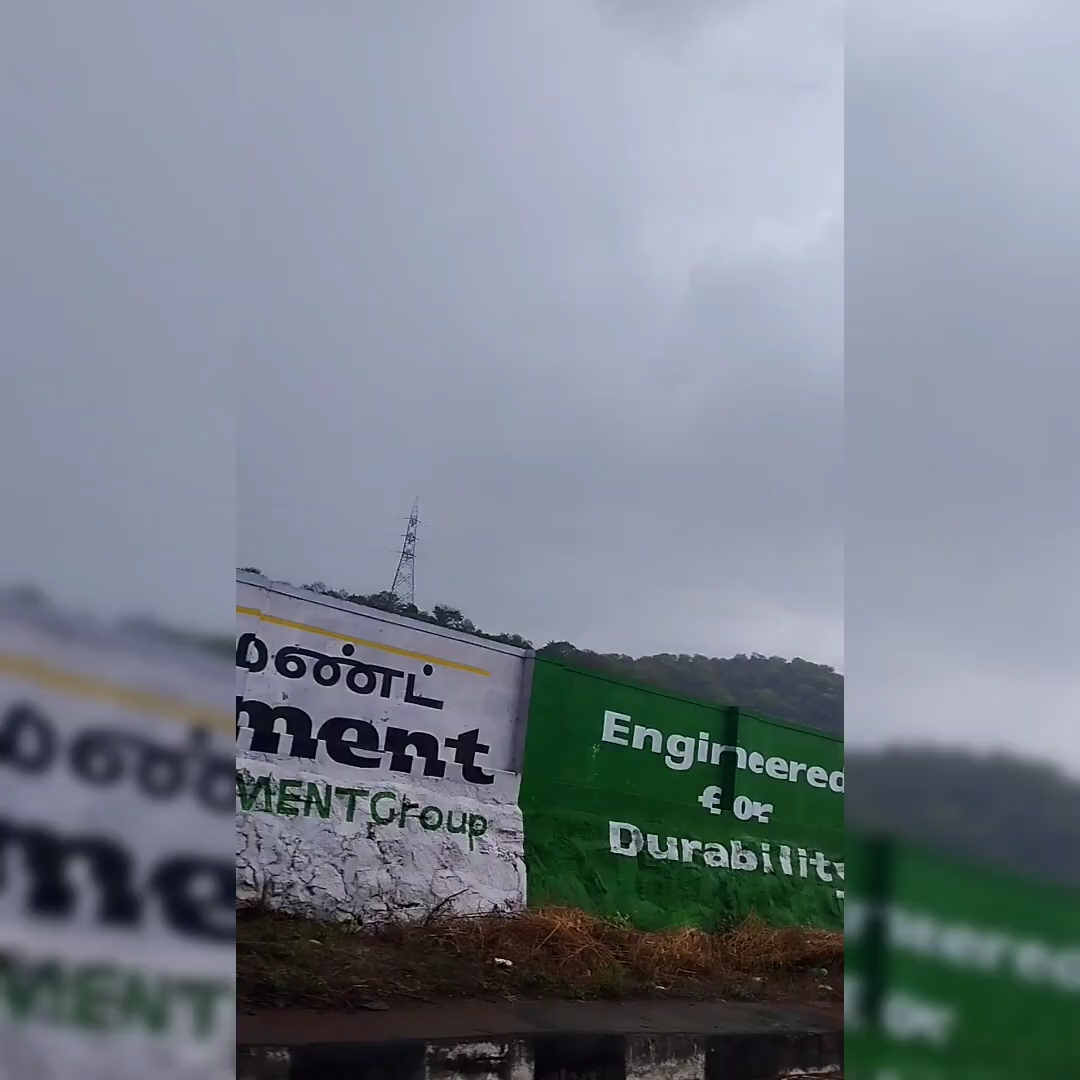 மெண்ட்
ment
MENT Group
Engineered
for
Durability